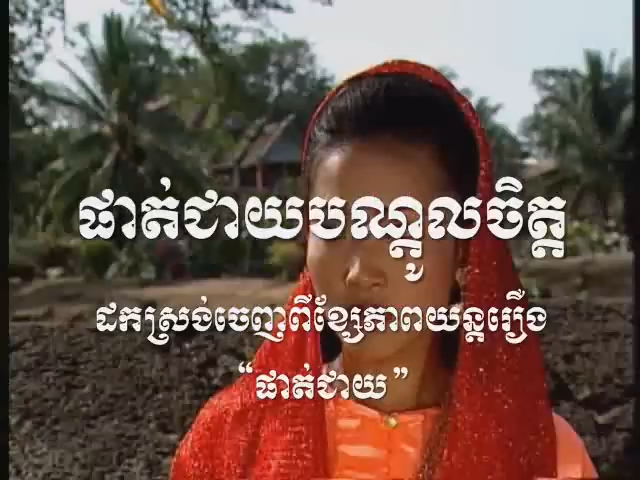 ផាត់ជាយបណ្ដូលចិត្ត
ដកស្រង់ចេញពីខ្សែភាពយន្តរឿង
“ផាត់ជាយ”